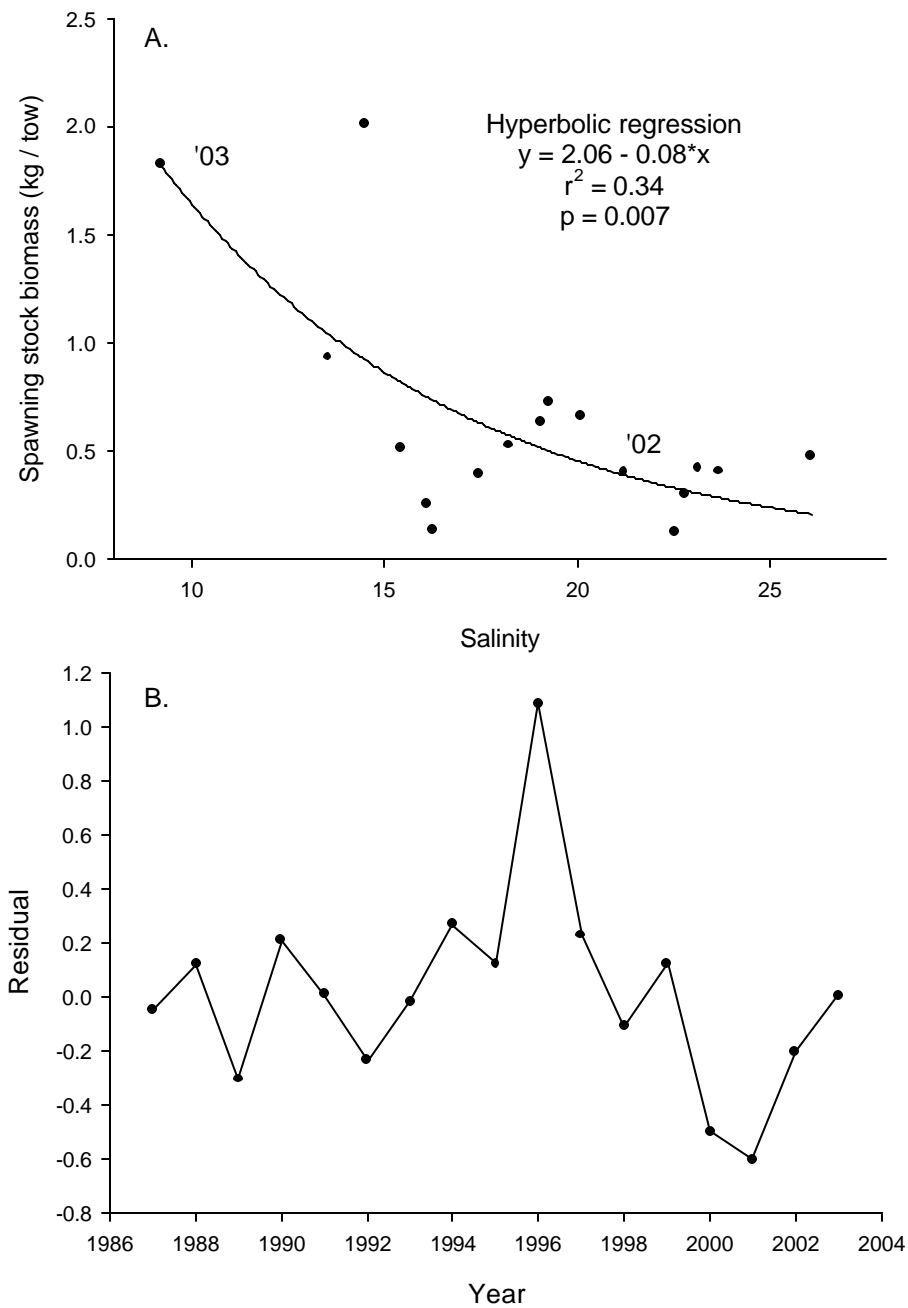 A.
Spawning stock biomass (kg / tow)
2.5
2.0
1.5
1.0
0.5
0.0
'03
Hyperbolic regression
y = 2.06 - 0.08*x
r² = 0.34
p = 0.007
'02
10 15 20 25
Salinity
B.
Residual
1.2
1.0
0.8
0.6
0.4
0.2
0.0
-0.2
-0.4
-0.6
-0.8
1986 1988 1990 1992 1994 1996 1998 2000 2002 2004
Year